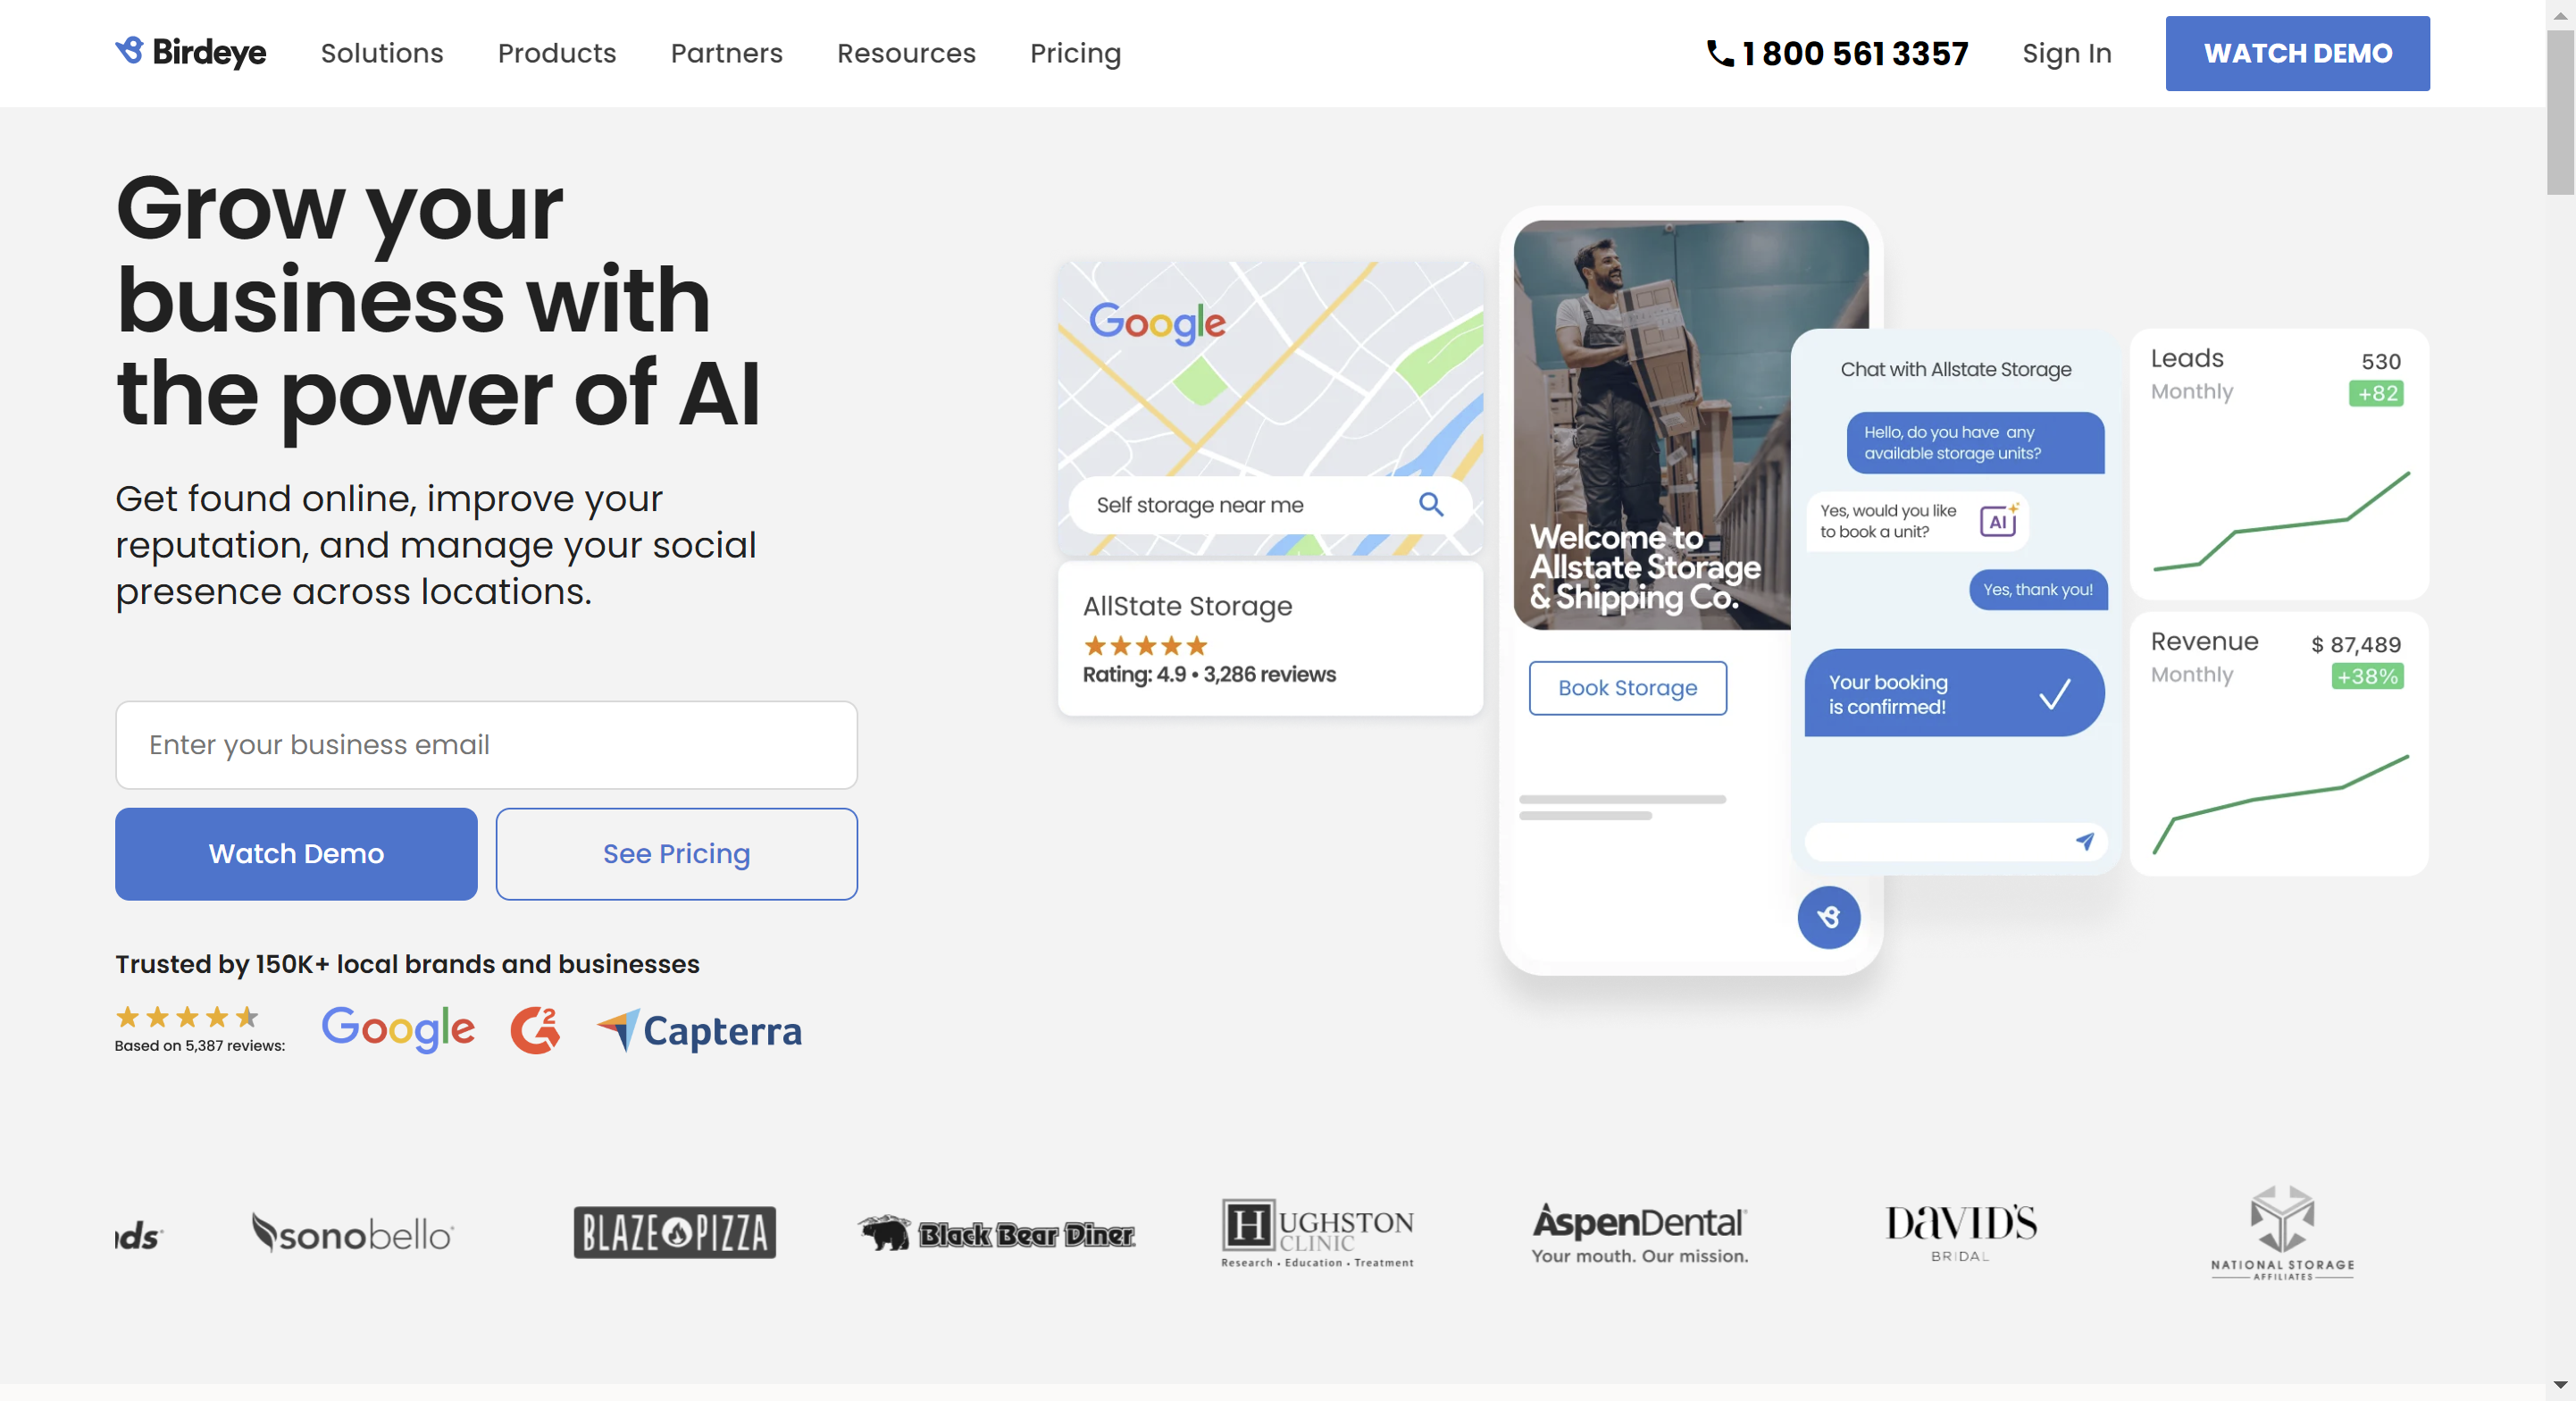 Birdeye
Solutions
Products
Partners
Resources
Pricing
1 800 561 3357
Sign In
WATCH DEMO
Grow your
business with
the power of AI
Get found online, improve your
reputation, and manage your social
presence across locations.
Enter your business email
Watch Demo
See Pricing
Trusted by 150K+ local brands and businesses
Based on 5,387 reviews:
Google
G2
Capterra
Google
Self storage near me
AllState Storage
Rating: 4.9 • 3,286 reviews
Welcome to
Allstate Storage
& Shipping Co.
Book Storage
Chat with Allstate Storage
Hello, do you have any
available storage units?
Yes, would you like
to book a unit?
AI
Yes, thank you!
Your booking
is confirmed!
Leads
530
Monthly
+82
Revenue
$ 87,489
Monthly
+38%
sonobello
BLAZE PIZZA
Black Bear Diner
HUGHSTON
CLINIC
Research • Education • Treatment
AspenDental
Your mouth. Our mission.
DAVID'S
BRIDAL
NATIONAL STORAGE
AFFILIATES